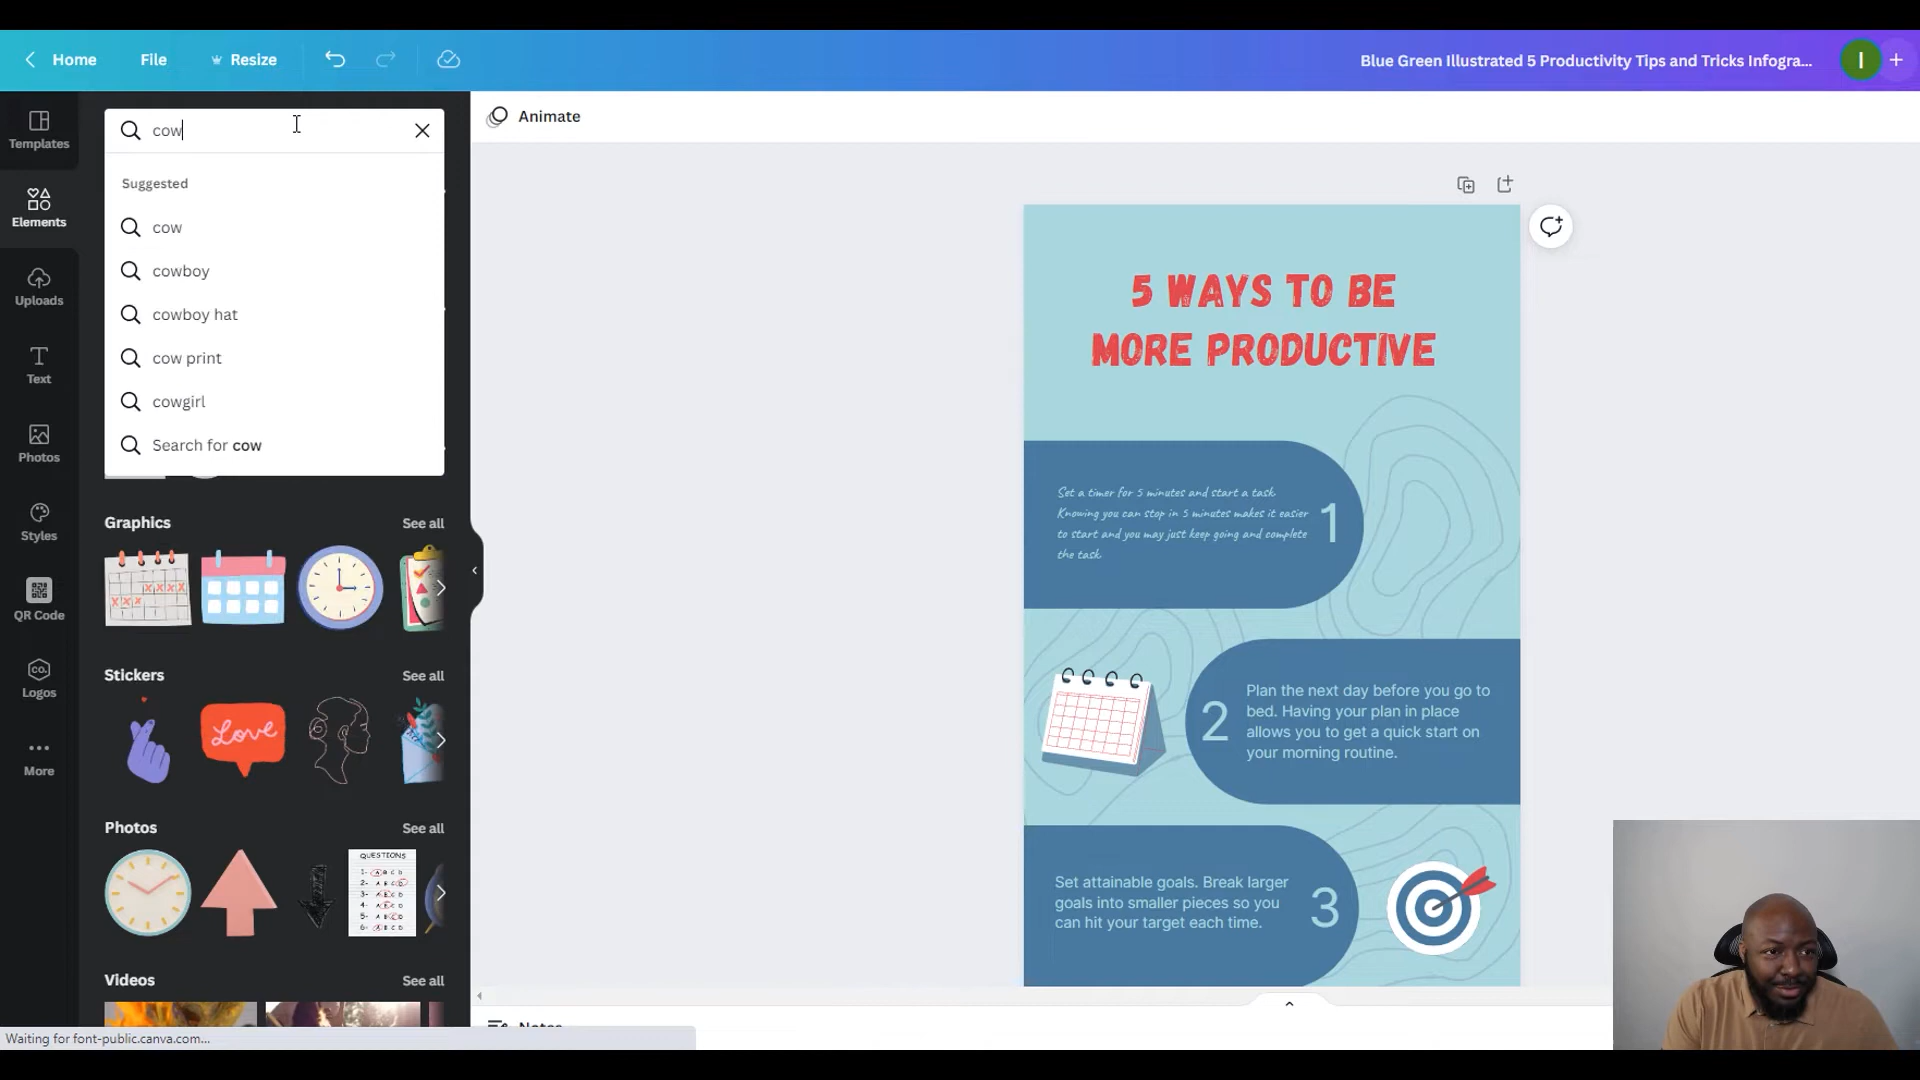 Home
File
Resize
Blue Green Illustrated 5 Productivity Tips and Tricks Infogra...
I
Templates
Elements
Uploads
Text
Photos
Styles
QR Code
CO.
Logos
More
cow
Suggested
cow
cowboy
cowboy hat
cow print
cowgirl
Search for cow
Graphics
See all
Stickers
See all
Love
Photos
See all
QUESTIONS
Videos
See all
Animate
5 WAYS TO BE
MORE PRODUCTIVE
Set a timer for 5 minutes and start a task.
Knowing you can stop in 5 minutes makes it easier
to start and you may just keep going and complete
the task.
1
2
Plan the next day before you go to
bed. Having your plan in place
allows you to get a quick start on
your morning routine.
Set attainable goals. Break larger
goals into smaller pieces so you
can hit your target each time.
3
Notes
Waiting for font-public.canva.com...